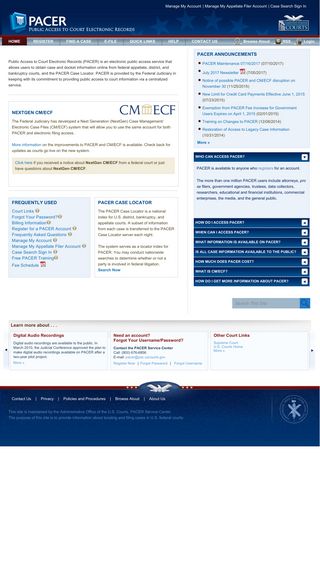 Manage My Account | Manage My Appellate Filer Account | Case Search Sign In
PACER
PUBLIC ACCESS TO COURT ELECTRONIC RECORDS
UNITED STATES
COURTS
HOME REGISTER FIND A CASE E-FILE QUICK LINKS HELP CONTACT US Browse Aloud RSS Inbox
Public Access to Court Electronic Records (PACER) is an electronic public access service that
allows users to obtain case and docket information online from federal appellate, district, and
bankruptcy courts, and the PACER Case Locator. PACER is provided by the Federal Judiciary in
keeping with its commitment to providing public access to court information via a centralized
service.
NEXTGEN CM/ECF
CM ECF
The Federal Judiciary has developed a Next Generation (NextGen) Case Management/
Electronic Case Files (CM/ECF) system that will allow you to use the same account for both
PACER and electronic filing access.
More information on the improvements to PACER and CM/ECF is available. Check back for
updates as courts go live on the new system.
Click here if you received a notice about NextGen CM/ECF from a federal court or just
have questions about NextGen CM/ECF.
FREQUENTLY USED
Court Links
Forgot Your Password?
Billing Information
Register for a PACER Account
Frequently Asked Questions
Manage My Account
Manage My Appellate Filer Account
Case Search Sign In
Free PACER Training
Fee Schedule
PACER CASE LOCATOR
The PACER Case Locator is a national
index for U.S. district, bankruptcy, and
appellate courts. A subset of information
from each case is transferred to the PACER
Case Locator server each night.
The system serves as a locator index for
PACER. You may conduct nationwide
searches to determine whether or not a
party is involved in federal litigation.
Search Now
PACER ANNOUNCEMENTS
PACER Maintenance 07/16/2017 (07/10/2017)
July 2017 Newsletter (7/05/2017)
Notice of possible PACER and CM/ECF disruption on
November 30 (11/25/2015)
New Limit for Credit Card Payments Effective June 1, 2015
(07/23/2015)
Exemption from PACER Fee Increase for Government
Users Expires on April 1, 2015 (02/15/2015)
Training on Changes to PACER (12/08/2014)
Restoration of Access to Legacy Case Information
(10/31/2014)
More »
WHO CAN ACCESS PACER?
PACER is available to anyone who registers for an account.
The more than one million PACER users include attorneys, pro
se filers, government agencies, trustees, data collectors,
researchers, educational and financial institutions, commercial
enterprises, the media, and the general public.
HOW DO I ACCESS PACER?
WHEN CAN I ACCESS PACER?
WHAT INFORMATION IS AVAILABLE ON PACER?
IS ALL CASE INFORMATION AVAILABLE TO THE PUBLIC?
HOW MUCH DOES PACER COST?
WHAT IS CM/ECF?
HOW DO I GET MORE INFORMATION ABOUT PACER?
Search This Site
Learn more about . . .
Digital Audio Recordings
Digital audio recordings are available to the public. In
March 2010, the Judicial Conference approved the plan to
make digital audio recordings available on PACER after a
two-year pilot project.
More »
Need an account?
Forgot Your Username/Password?
Contact the PACER Service Center
Call: (800) 676-6856
E-mail: pacer@psc.uscourts.gov
Register Now | Forgot Password | Forgot Username
Other Court Links
Supreme Court
U.S. Courts Home
More »
Contact Us | Privacy | Policies and Procedures | Browse Aloud | About Us
This site is maintained by the Administrative Office of the U.S. Courts, PACER Service Center.
The purpose of this site is to provide information about locating and filing cases in U.S. federal courts.